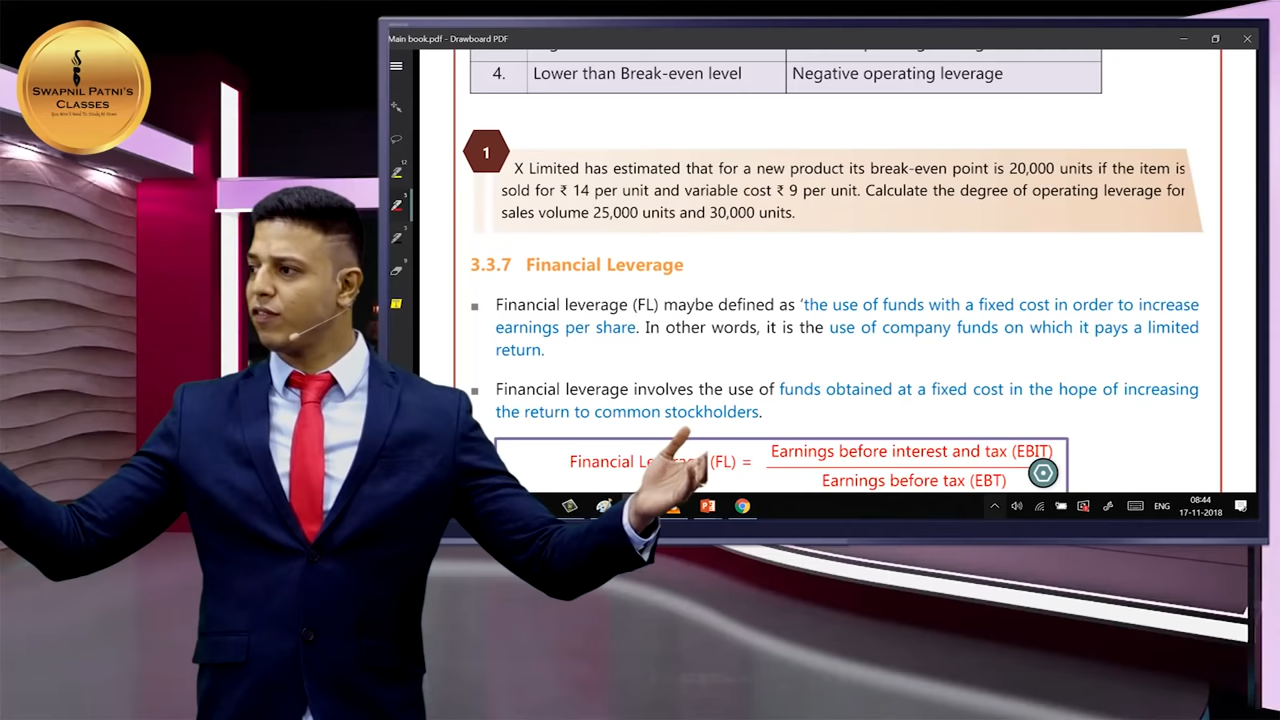 SWAPNIL PATNI'S
CLASSES
Main book.pdf - Drawboard PDF
4. Lower than Break-even level Negative operating leverage
1
X Limited has estimated that for a new product its break-even point is 20,000 units if the item is
sold for ₹ 14 per unit and variable cost ₹ 9 per unit. Calculate the degree of operating leverage for
sales volume 25,000 units and 30,000 units.
3.3.7 Financial Leverage
Financial leverage (FL) maybe defined as ‘the use of funds with a fixed cost in order to increase
earnings per share. In other words, it is the use of company funds on which it pays a limited
return.
Financial leverage involves the use of funds obtained at a fixed cost in the hope of increasing
the return to common stockholders.
Earnings before interest and tax (EBIT)
Financial (FL) =
Earnings before tax (EBT)
ENG
08:44
17-11-2018